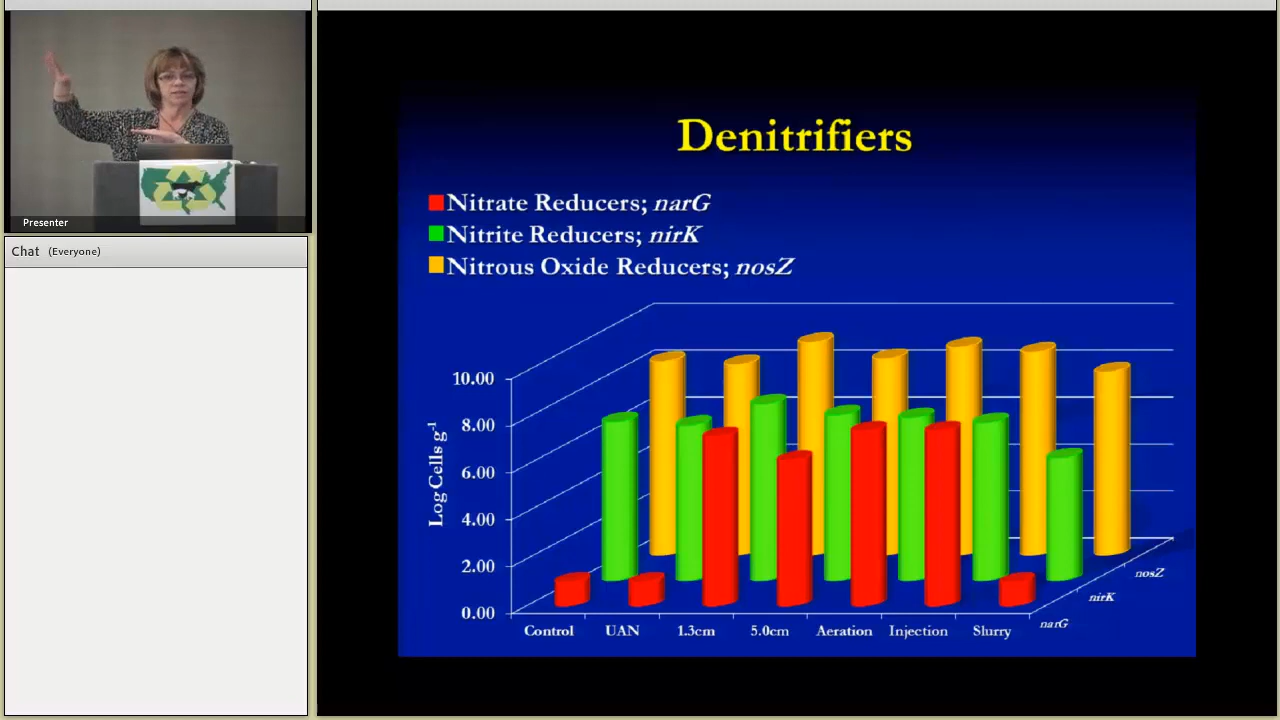 Presenter
Chat (Everyone)
Denitrifiers
Nitrate Reducers; narG
Nitrite Reducers; nirK
Nitrous Oxide Reducers; nosZ
10.00
8.00
6.00
4.00
2.00
0.00
Log Cells g-1
Control UAN 1.3cm 5.0cm Aeration Injection Slurry
narG
nirK
nosZ